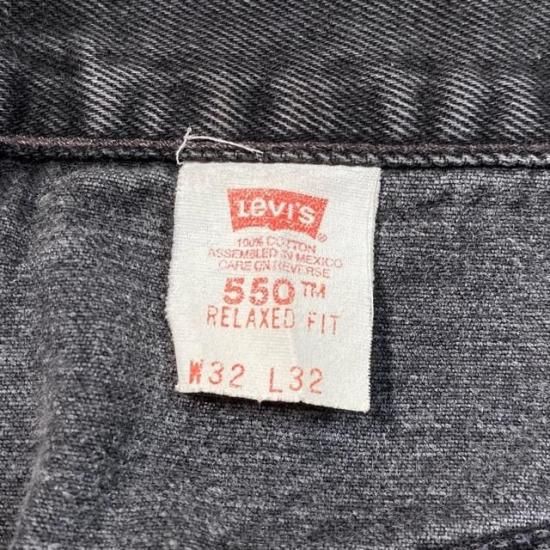 Levi's®
100% COTTON
ASSEMBLED IN MEXICO
CARE ON REVERSE
550™
RELAXED FIT
W32 L32